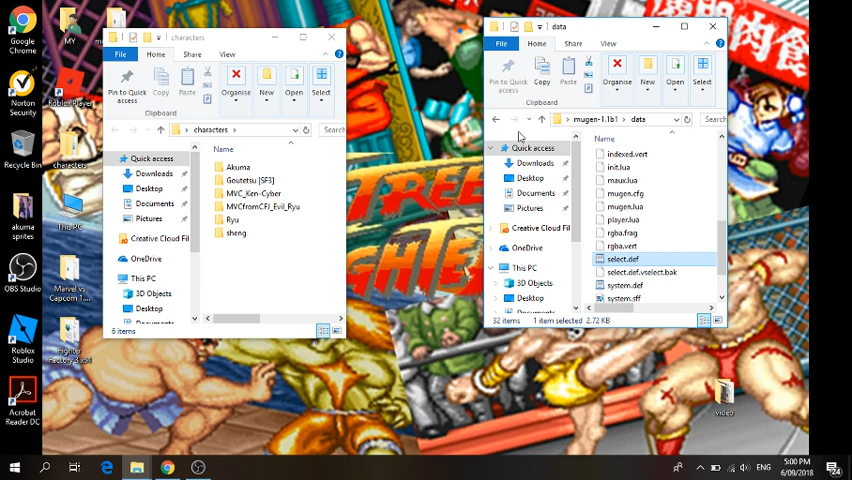 Google
Chrome
MY
Norton
Security
Roblox Player
Recycle Bin
characters
akuma
sprites
This PC
OBS Studio
Marvel vs
Capcom 1....
Roblox
Studio
Fighter
Factory 3.x64
Acrobat
Reader DC
characters
File
Home
Share
View
Pin to Quick
access
Copy
Paste
Organise
New
Open
Select
Clipboard
characters
Search
Quick access
Downloads
Desktop
Documents
Pictures
Creative Cloud Fil
OneDrive
This PC
3D Objects
Desktop
Documents
Name
Akuma
Goutetsu [SF3]
MVC_Ken-Cyber
MVCfromCFJ_Evil_Ryu
Ryu
sheng
6 items
data
File
Home
Share
View
Pin to Quick
access
Copy
Paste
Organise
New
Open
Select
Clipboard
mugen-1.1b1
data
Search
Quick access
Downloads
Desktop
Documents
Pictures
Creative Cloud Fil
OneDrive
This PC
3D Objects
Desktop
Name
indexed.vert
init.lua
maux.lua
mugen.cfg
mugen.lua
player.lua
rgba.frag
rgba.vert
select.def
select.def.vselect.bak
system.def
system.sff
32 items
1 item selected 2.72 KB
video
ENG
5:00 PM
6/09/2018
24